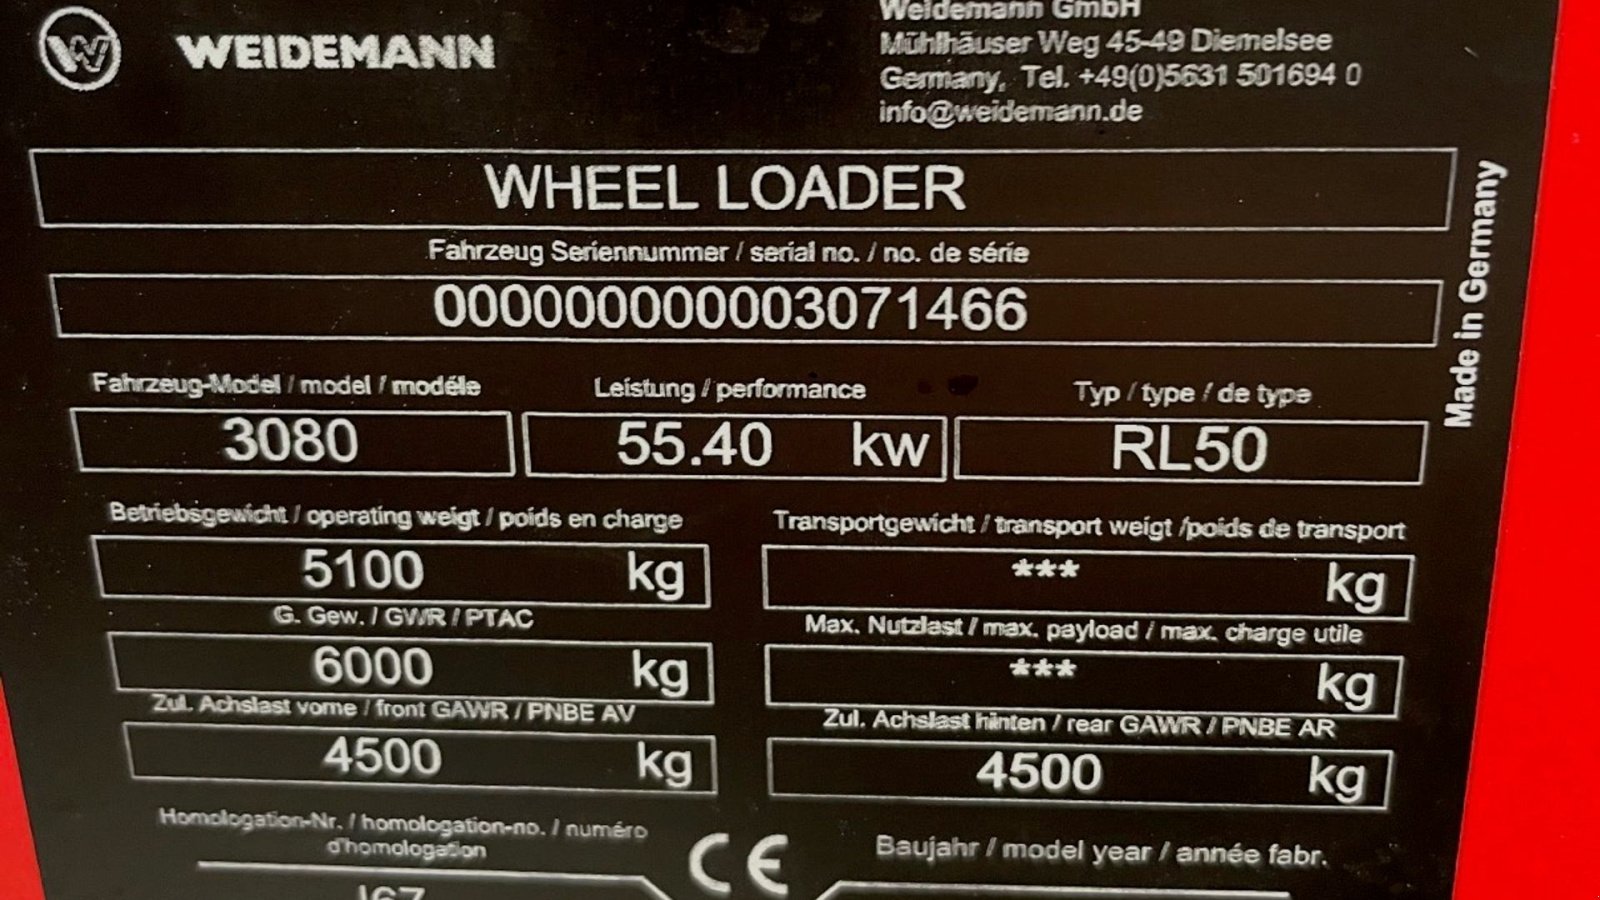 WEIDEMANN
Weidemann GmbH
Mühlhäuser Weg 45-49 Diemelsee
Germany, Tel. +49(0)5631 501694 0
info@weidemann.de
WHEEL LOADER
Made in Germany
Fahrzeug Seriennummer / serial no. / no. de série
0000000000003071466
Fahrzeug-Model / model / modéle
Leistung / performance
Typ / type / de type
3080
55.40 kw
RL50
Betriebsgewicht / operating weigt / poids en charge
Transportgewicht / transport weigt /poids de transport
5100 kg
*** kg
G. Gew. / GWR / PTAC
Max. Nutzlast / max. payload / max. charge utile
6000 kg
*** kg
Zul. Achslast vorne / front GAWR / PNBE AV
Zul. Achslast hinten / rear GAWR / PNBE AR
4500 kg
4500 kg
Homologation-Nr. / homologation-no. / numéro
d'homologation
CE
Baujahr / model year / année fabr.